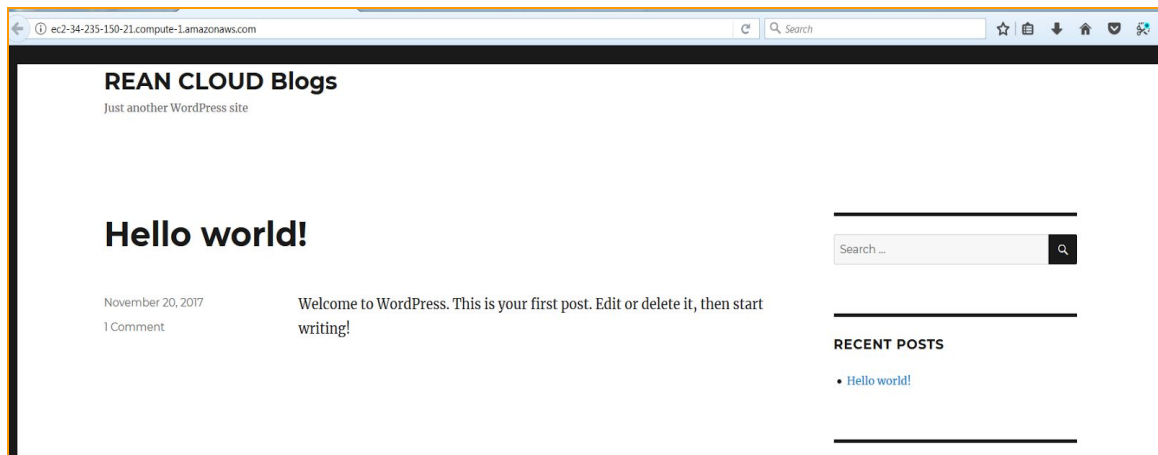 ec2-34-235-150-21.compute-1.amazonaws.com
Search
REAN CLOUD Blogs
Just another WordPress site
Hello world!
November 20, 2017
1 Comment
Welcome to WordPress. This is your first post. Edit or delete it, then start
writing!
Search ...
RECENT POSTS
Hello world!